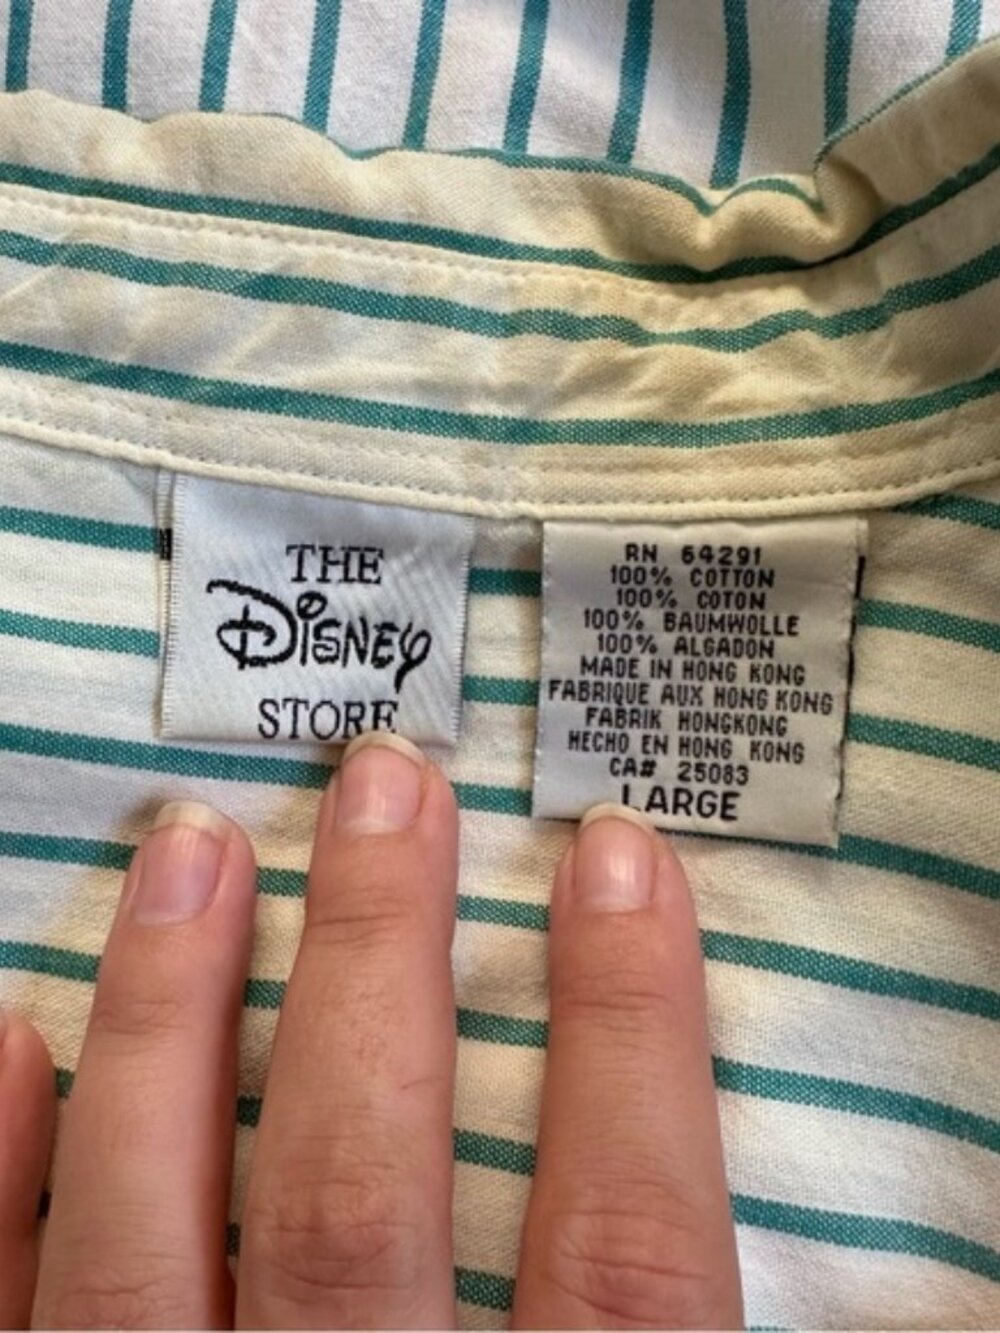 THE
Disney
STORE
RN 64291
100% COTTON
100% COTON
100% BAUMWOLLE
100% ALGADON
MADE IN HONG KONG
FABRIQUE AUX HONG KONG
FABRIK HONGKONG
HECHO EN HONG KONG
CA# 25083
LARGE